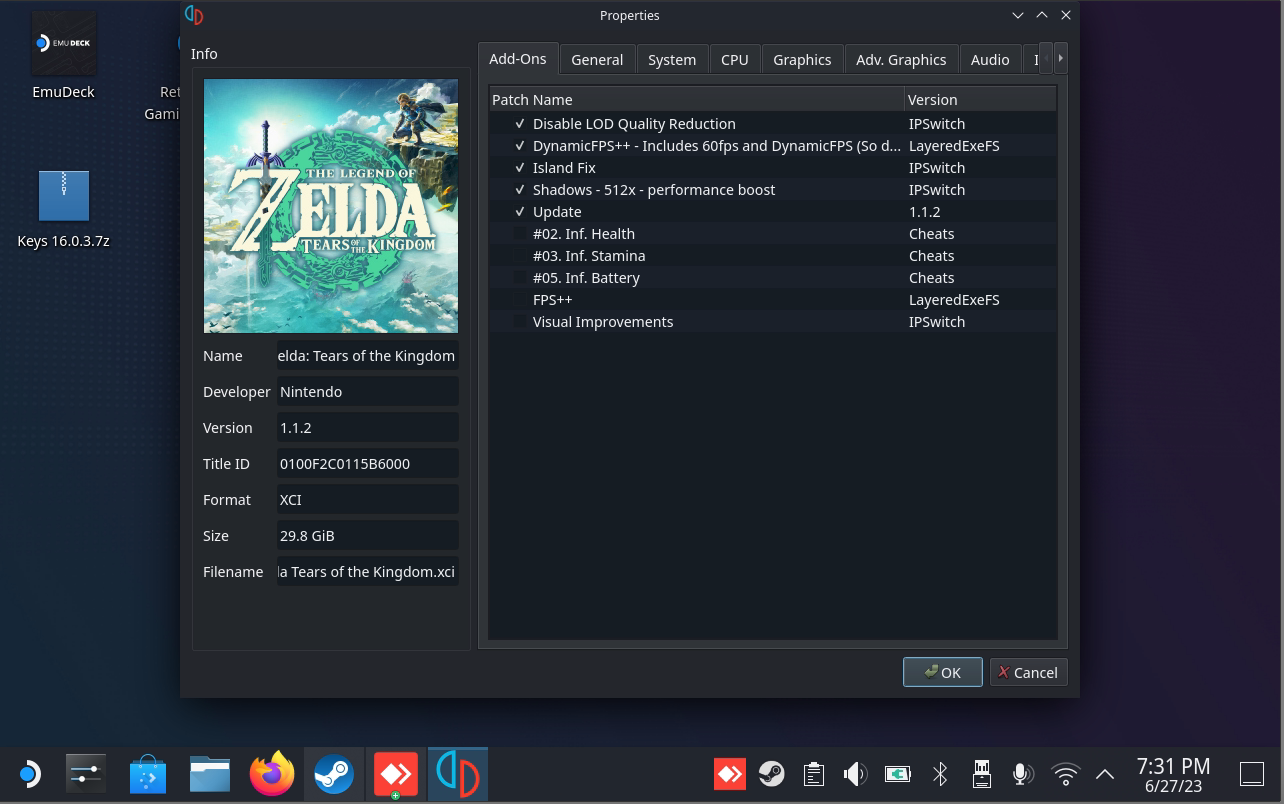 Properties
EMUDECK
EmuDeck
Ret
Gami
Keys 16.0.3.7z
Info
THE LEGEND OF
ZELDA
TEARS OF THE KINGDOM
Name elda: Tears of the Kingdom
Developer Nintendo
Version 1.1.2
Title ID 0100F2C0115B6000
Format XCI
Size 29.8 GiB
Filename la Tears of the Kingdom.xci
Add-Ons General System CPU Graphics Adv. Graphics Audio I
Patch Name Version
✓ Disable LOD Quality Reduction IPSwitch
✓ DynamicFPS++ - Includes 60fps and DynamicFPS (So d... LayeredExeFS
✓ Island Fix IPSwitch
✓ Shadows - 512x - performance boost IPSwitch
✓ Update 1.1.2
#02. Inf. Health Cheats
#03. Inf. Stamina Cheats
#05. Inf. Battery Cheats
FPS++ LayeredExeFS
Visual Improvements IPSwitch
OK Cancel
7:31 PM
6/27/23